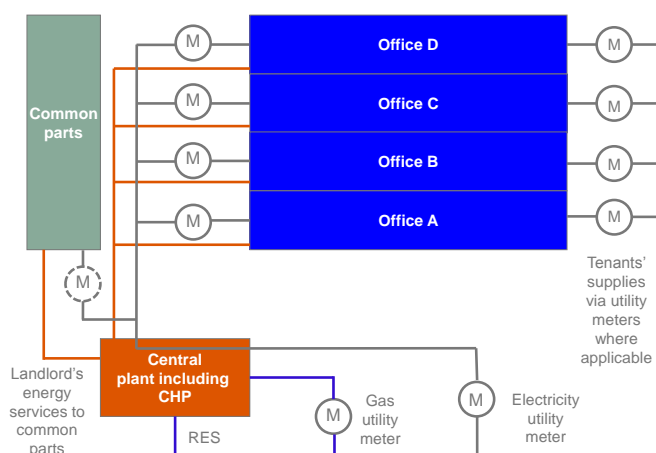 M
Office D
M
Common
parts
M
Office C
M
M
Office B
M
M
Office A
M
M
Tenants’
supplies
via utility
meters
where
applicable
Central
plant including
CHP
Landlord’s
energy
services to
common
parts
RES
M
Gas
utility
meter
M
Electricity
utility
meter